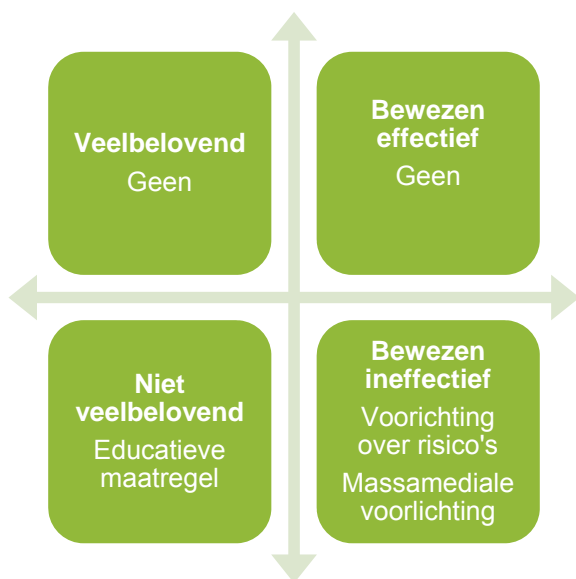 Veelbelovend
Geen
Bewezen
effectief
Geen
Niet
veelbelovend
Educatieve
maatregel
Bewezen
ineffectief
Voorichting
over risico's
Massamediale
voorlichting